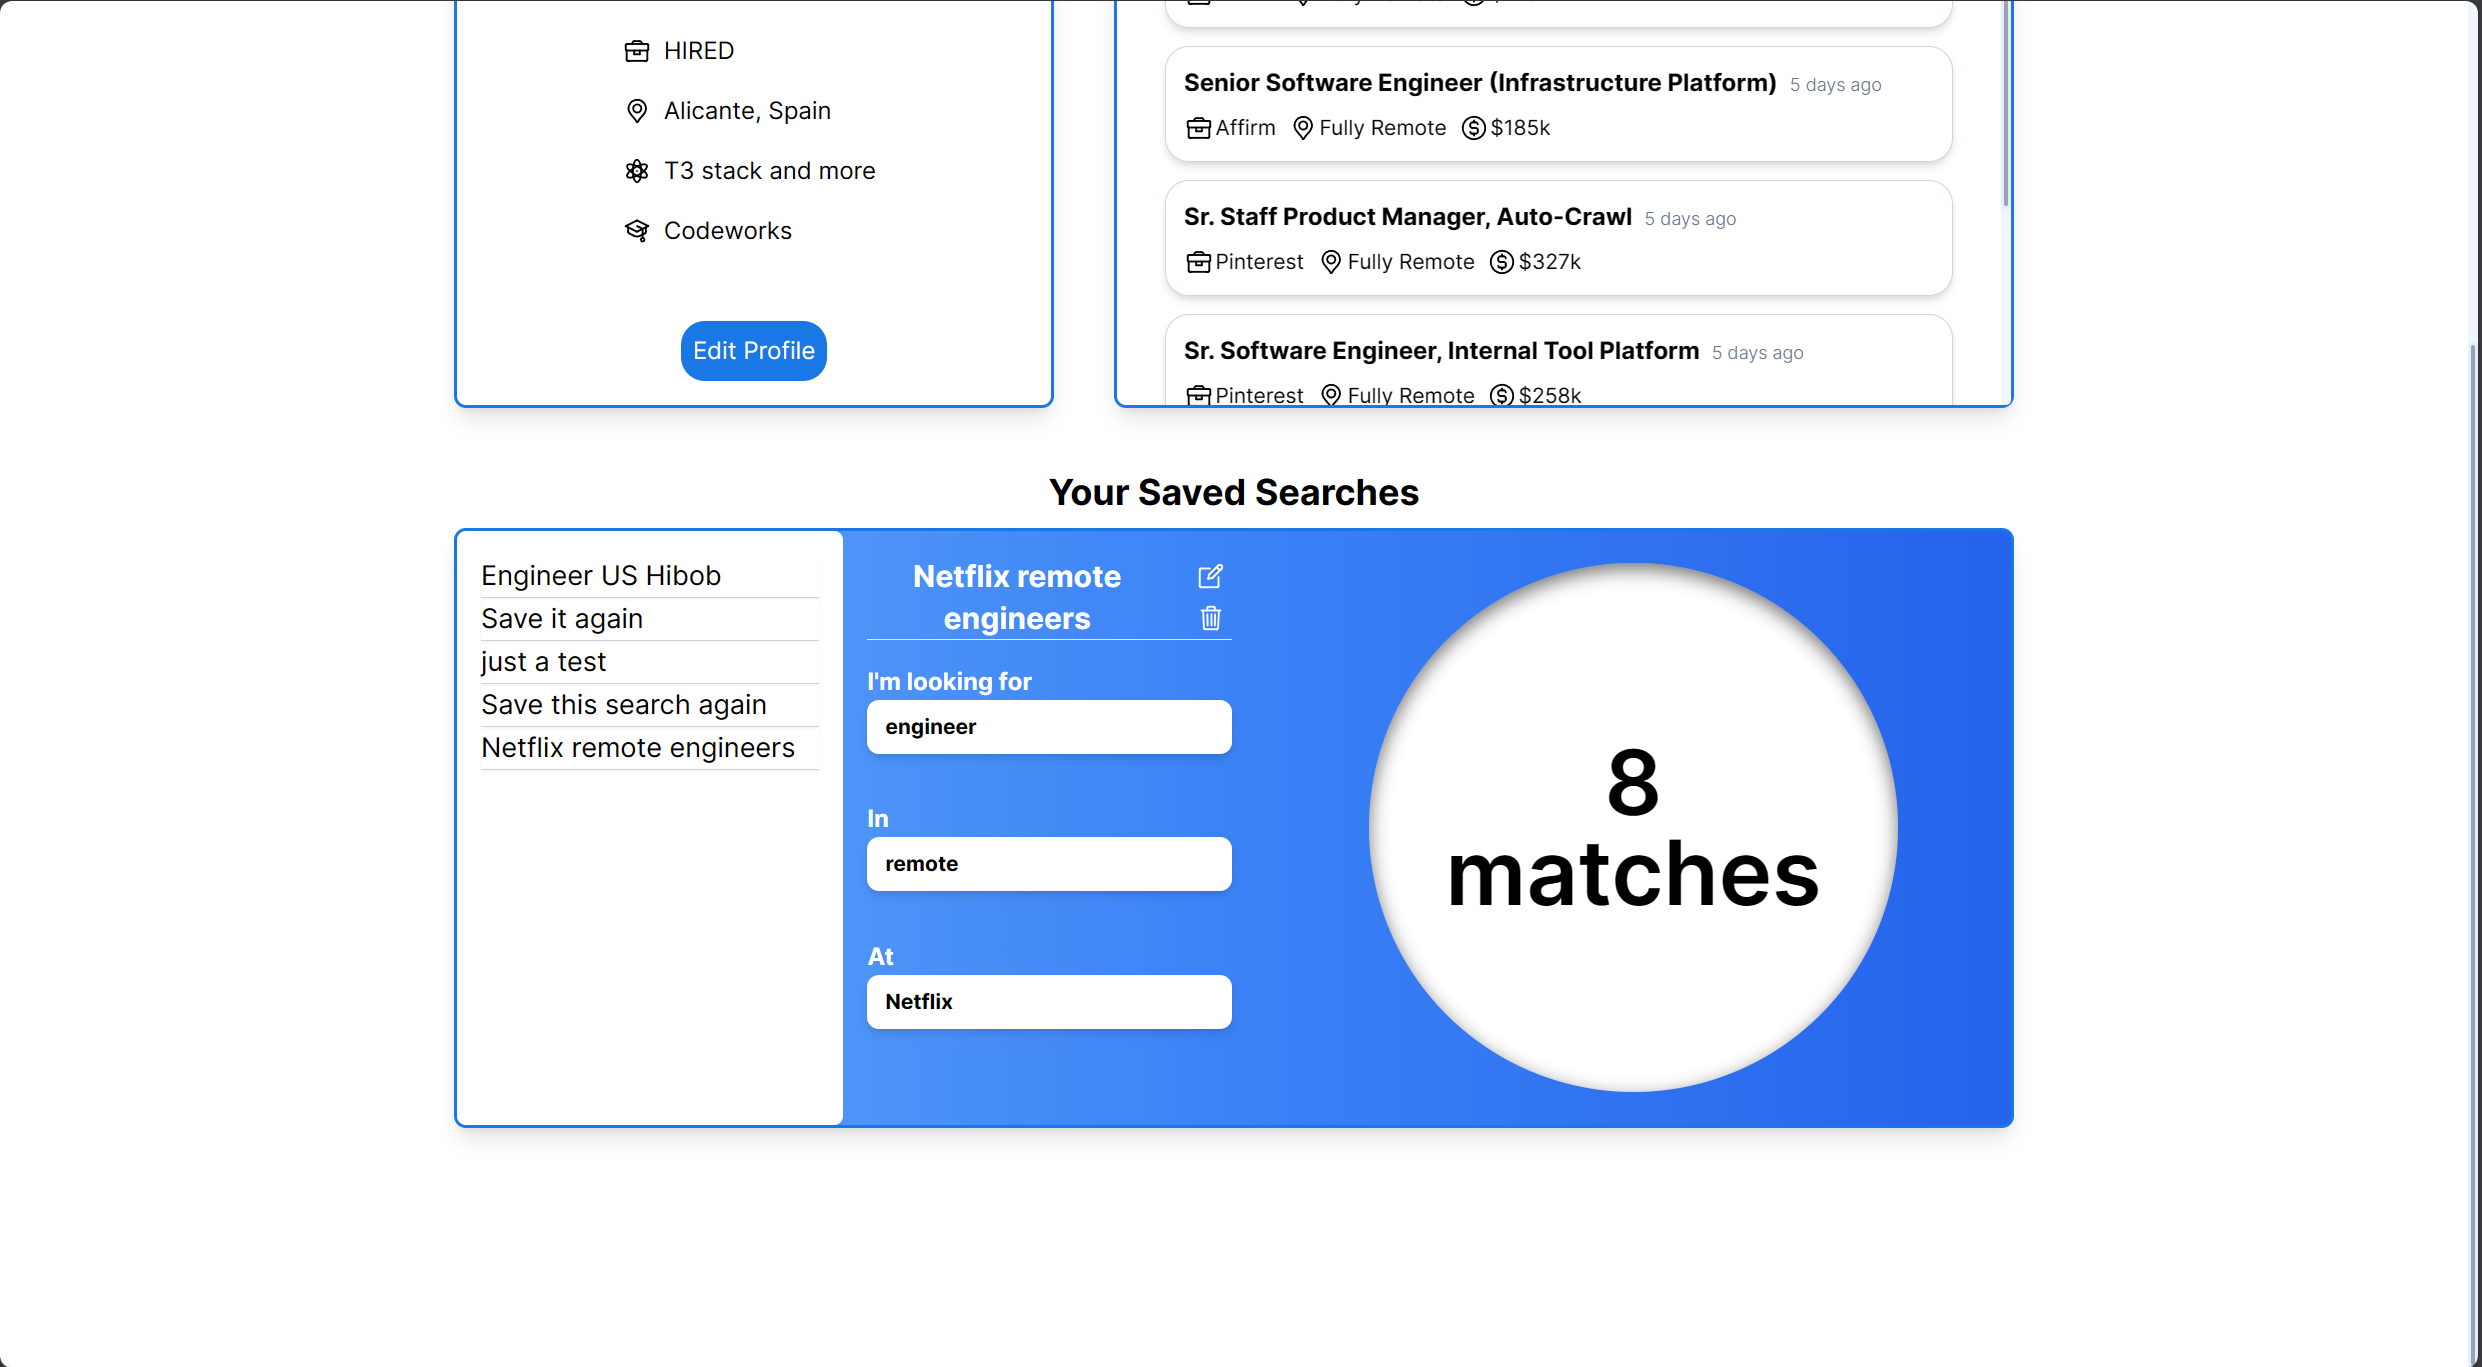 HIRED
Alicante, Spain
T3 stack and more
Codeworks
Edit Profile
Senior Software Engineer (Infrastructure Platform) 5 days ago
Affirm Fully Remote $185k
Sr. Staff Product Manager, Auto-Crawl 5 days ago
Pinterest Fully Remote $327k
Sr. Software Engineer, Internal Tool Platform 5 days ago
Pinterest Fully Remote $258k
Your Saved Searches
Engineer US Hibob
Save it again
just a test
Save this search again
Netflix remote engineers
Netflix remote
engineers
I'm looking for
engineer
In
remote
At
Netflix
8
matches